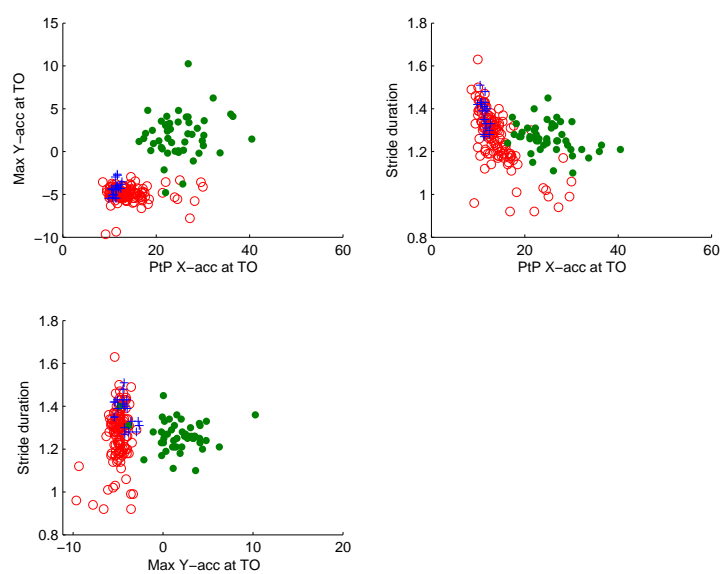 15
10
5
0
−5
−10
0 20 40 60
Max Y−acc at TO
PtP X−acc at TO
1.8
1.6
1.4
1.2
1
0.8
0 20 40 60
Stride duration
PtP X−acc at TO
1.8
1.6
1.4
1.2
1
0.8
−10 0 10 20
Stride duration
Max Y−acc at TO